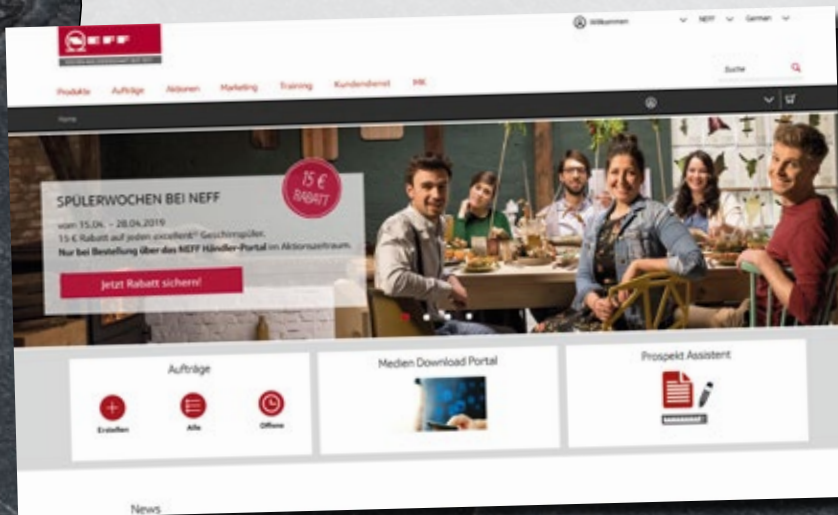 Willkommen NEFF German
NEFF
Suche
Produkte Aufträge Aktionen Marketing Training Kundendienst MK
Home
15 €
RABATT
SPÜLERWOCHEN BEI NEFF
vom 15.04. – 28.04.2019
15 € Rabatt auf jeden excellent Geschirrspüler.
Nur bei Bestellung über das NEFF Händler-Portal im Aktionszeitraum.
Jetzt Rabatt sichern!
Aufträge
Erstellen Alle Offene
Medien Download Portal
Prospekt Assistent
News